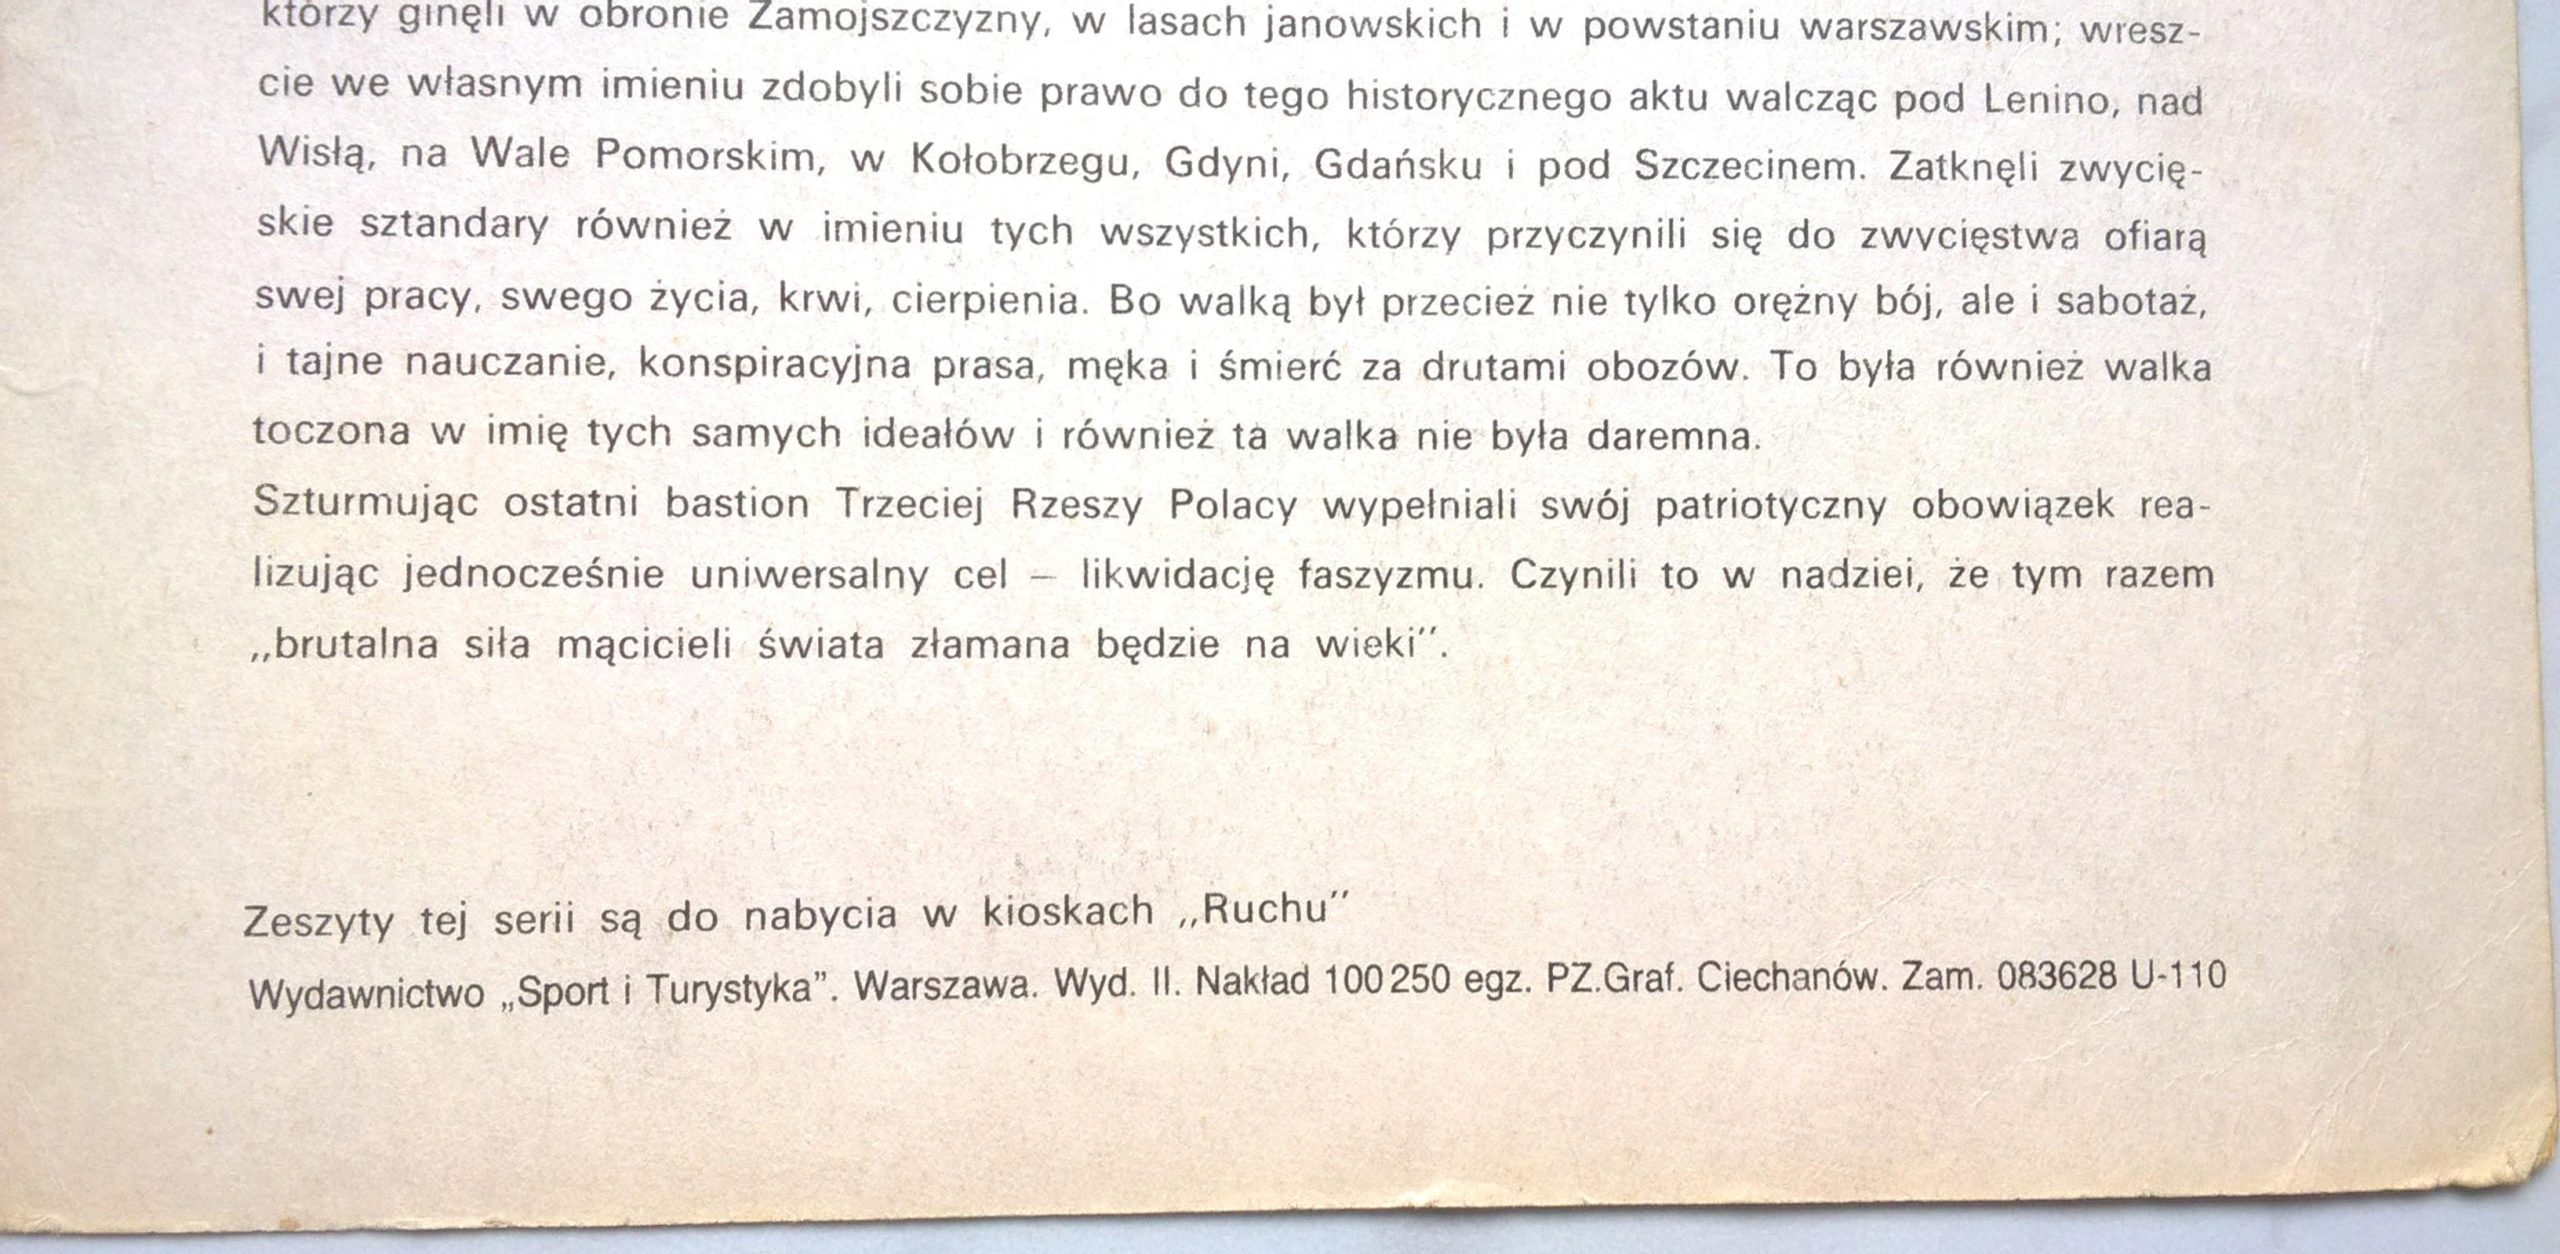 którzy ginęli w obronie Zamojszczyzny, w lasach janowskich i w powstaniu warszawskim; wresz-
cie we własnym imieniu zdobyli sobie prawo do tego historycznego aktu walcząc pod Lenino, nad
Wisłą, na Wale Pomorskim, w Kołobrzegu, Gdyni, Gdańsku i pod Szczecinem. Zatknęli zwycię-
skie sztandary również w imieniu tych wszystkich, którzy przyczynili się do zwvcięstwa ofiarą
swej pracy, swego życia, krwi, cierpienia. Bo walką był przecież nie tylko orężny bój, ale i sabotaż,
i tajne nauczanie, konspiracyjna prasa, męka i śmierć za drutami obozów. To była również walka
toczona w imię tych samych ideałów i również ta walka nie była daremna.
Szturmując ostatni bastion Trzeciej Rzeszy Polacy wypełniali swój patriotyczny obowiązek rea-
lizując jednocześnie uniwersalny cel – likwidację faszyzmu. Czynili to w nadziei, że tym razem
„brutalna siła mącicieli świata złamana będzie na wieki”.
Zeszyty tej serii są do nabycia w kioskach „Ruchu”
Wydawnictwo „Sport i Turystyka”. Warszawa. Wyd. II. Nakład 100 250 egz. PZ.Graf. Ciechanów. Zam. 083628 U-110